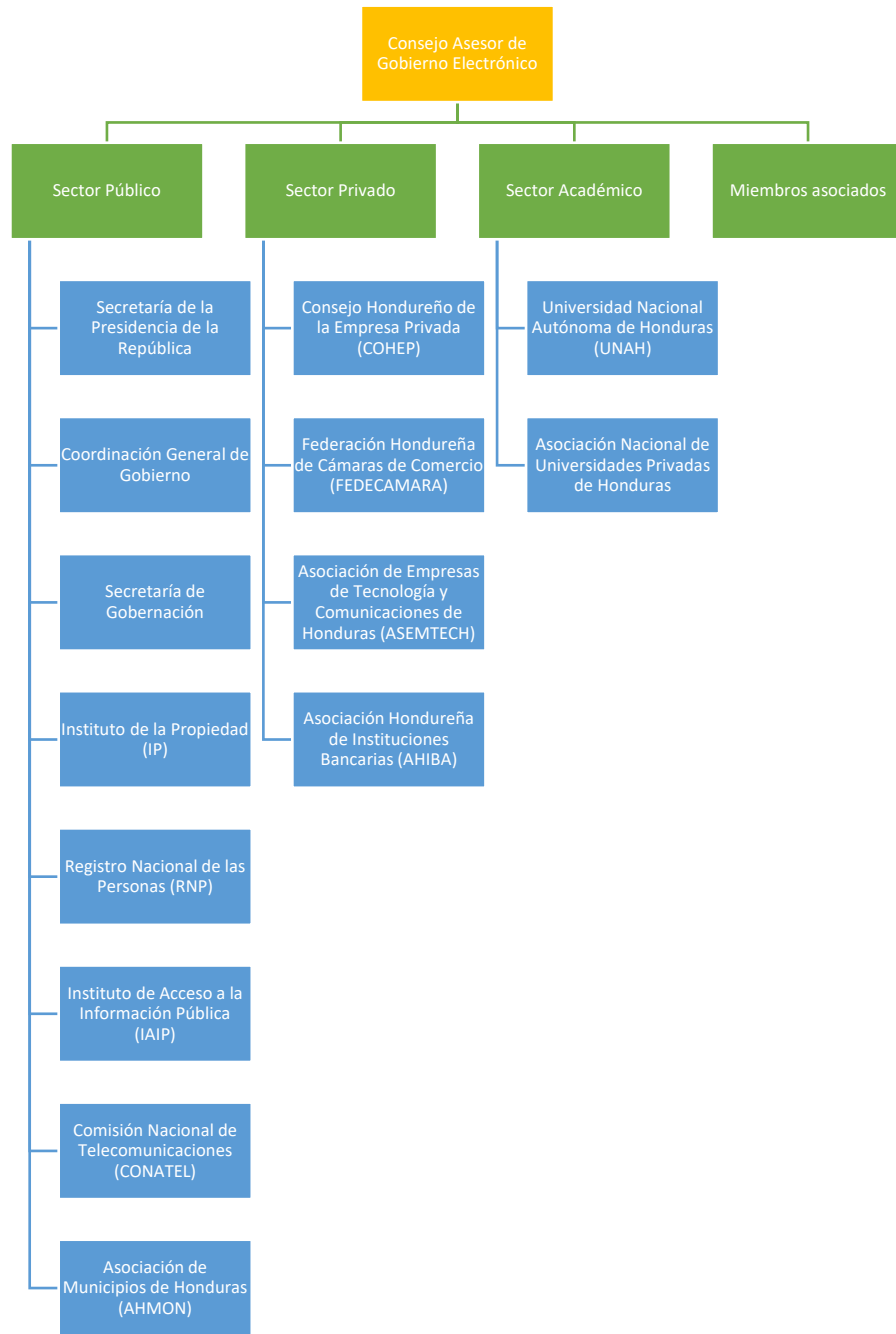 Consejo Asesor de
Gobierno Electrónico
Sector Público
Sector Privado
Sector Académico
Miembros asociados
Secretaría de la
Presidencia de la
República
Coordinación General de
Gobierno
Secretaría de
Gobernación
Instituto de la Propiedad
(IP)
Registro Nacional de las
Personas (RNP)
Instituto de Acceso a la
Información Pública
(IAIP)
Comisión Nacional de
Telecomunicaciones
(CONATEL)
Asociación de
Municipios de Honduras
(AHMON)
Consejo Hondureño de
la Empresa Privada
(COHEP)
Federación Hondureña
de Cámaras de Comercio
(FEDECAMARA)
Asociación de Empresas
de Tecnología y
Comunicaciones de
Honduras (ASEMTECH)
Asociación Hondureña
de Instituciones
Bancarias (AHIBA)
Universidad Nacional
Autónoma de Honduras
(UNAH)
Asociación Nacional de
Universidades Privadas
de Honduras